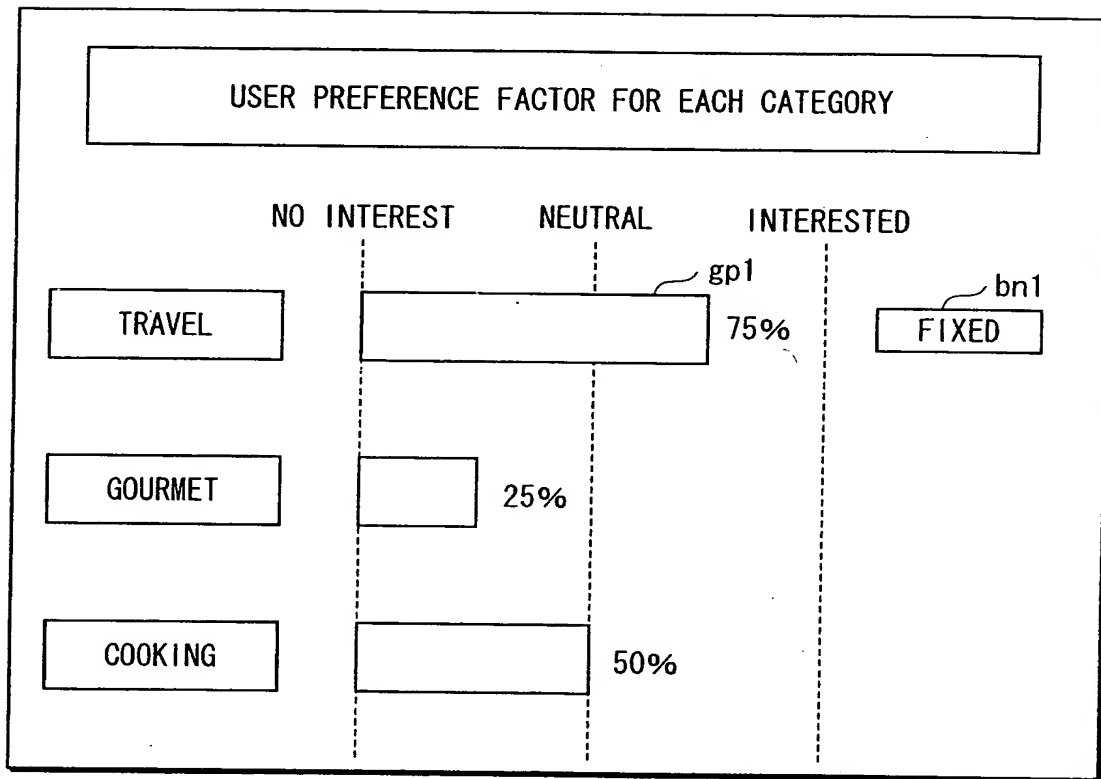 USER PREFERENCE FACTOR FOR EACH CATEGORY
NO INTEREST NEUTRAL INTERESTED
gp1 bn1
TRAVEL 75% FIXED
GOURMET 25%
COOKING 50%